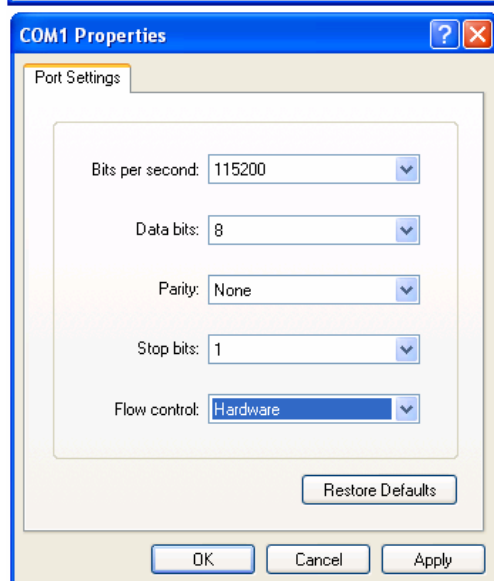 COM1 Properties
Port Settings
Bits per second: 115200
Data bits: 8
Parity: None
Stop bits: 1
Flow control: Hardware
Restore Defaults
OK Cancel Apply